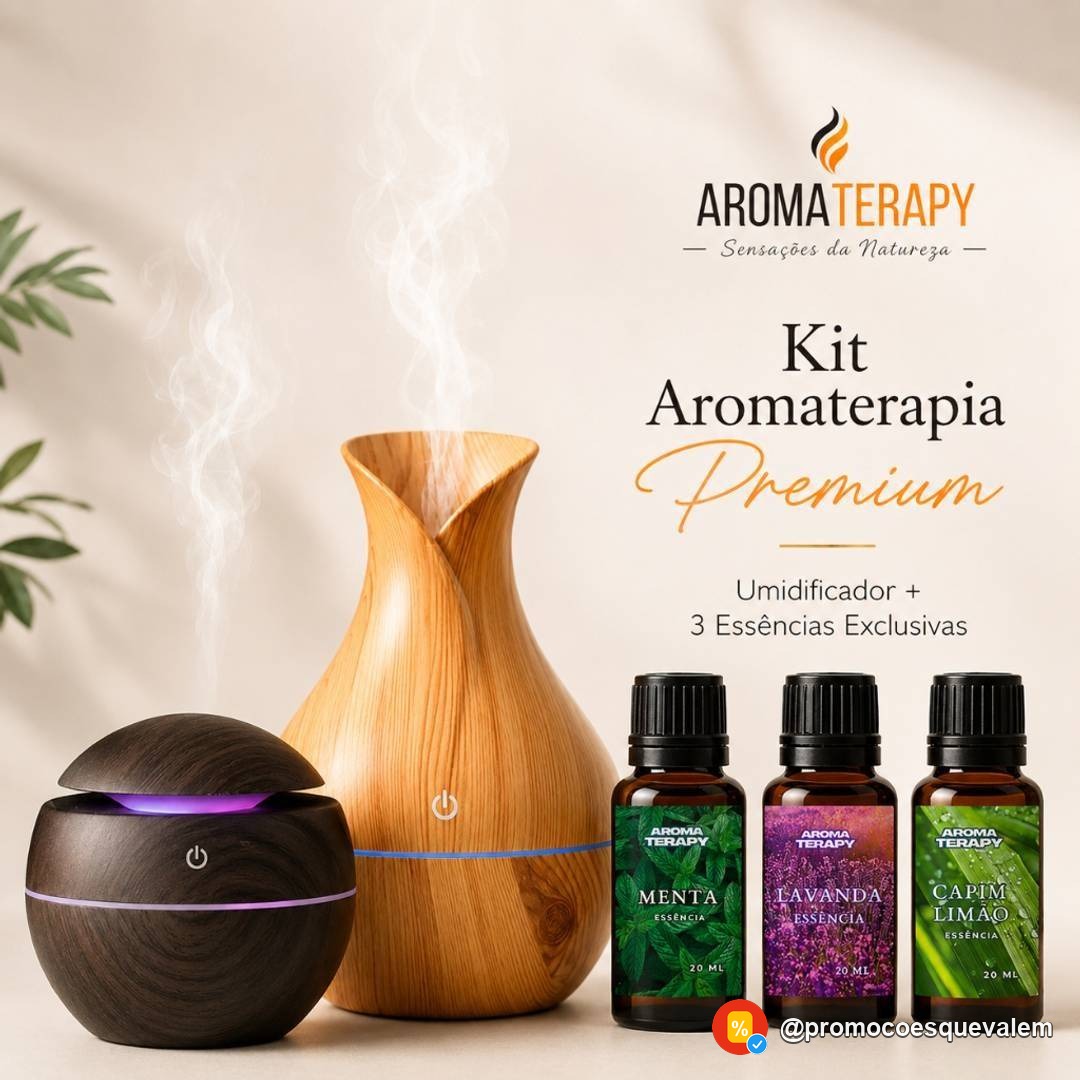 AROMATERAPY
Sensações da Natureza
Kit
Aromaterapia
Premium
Umidificador +
3 Essências Exclusivas
AROMA
TERAPY
MENTA
ESSÊNCIA
20 ML
AROMA
TERAPY
LAVANDA
ESSÊNCIA
20 ML
AROMA
TERAPY
CAPIM
LIMÃO
ESSÊNCIA
20 ML
%
@promocoesquevalem